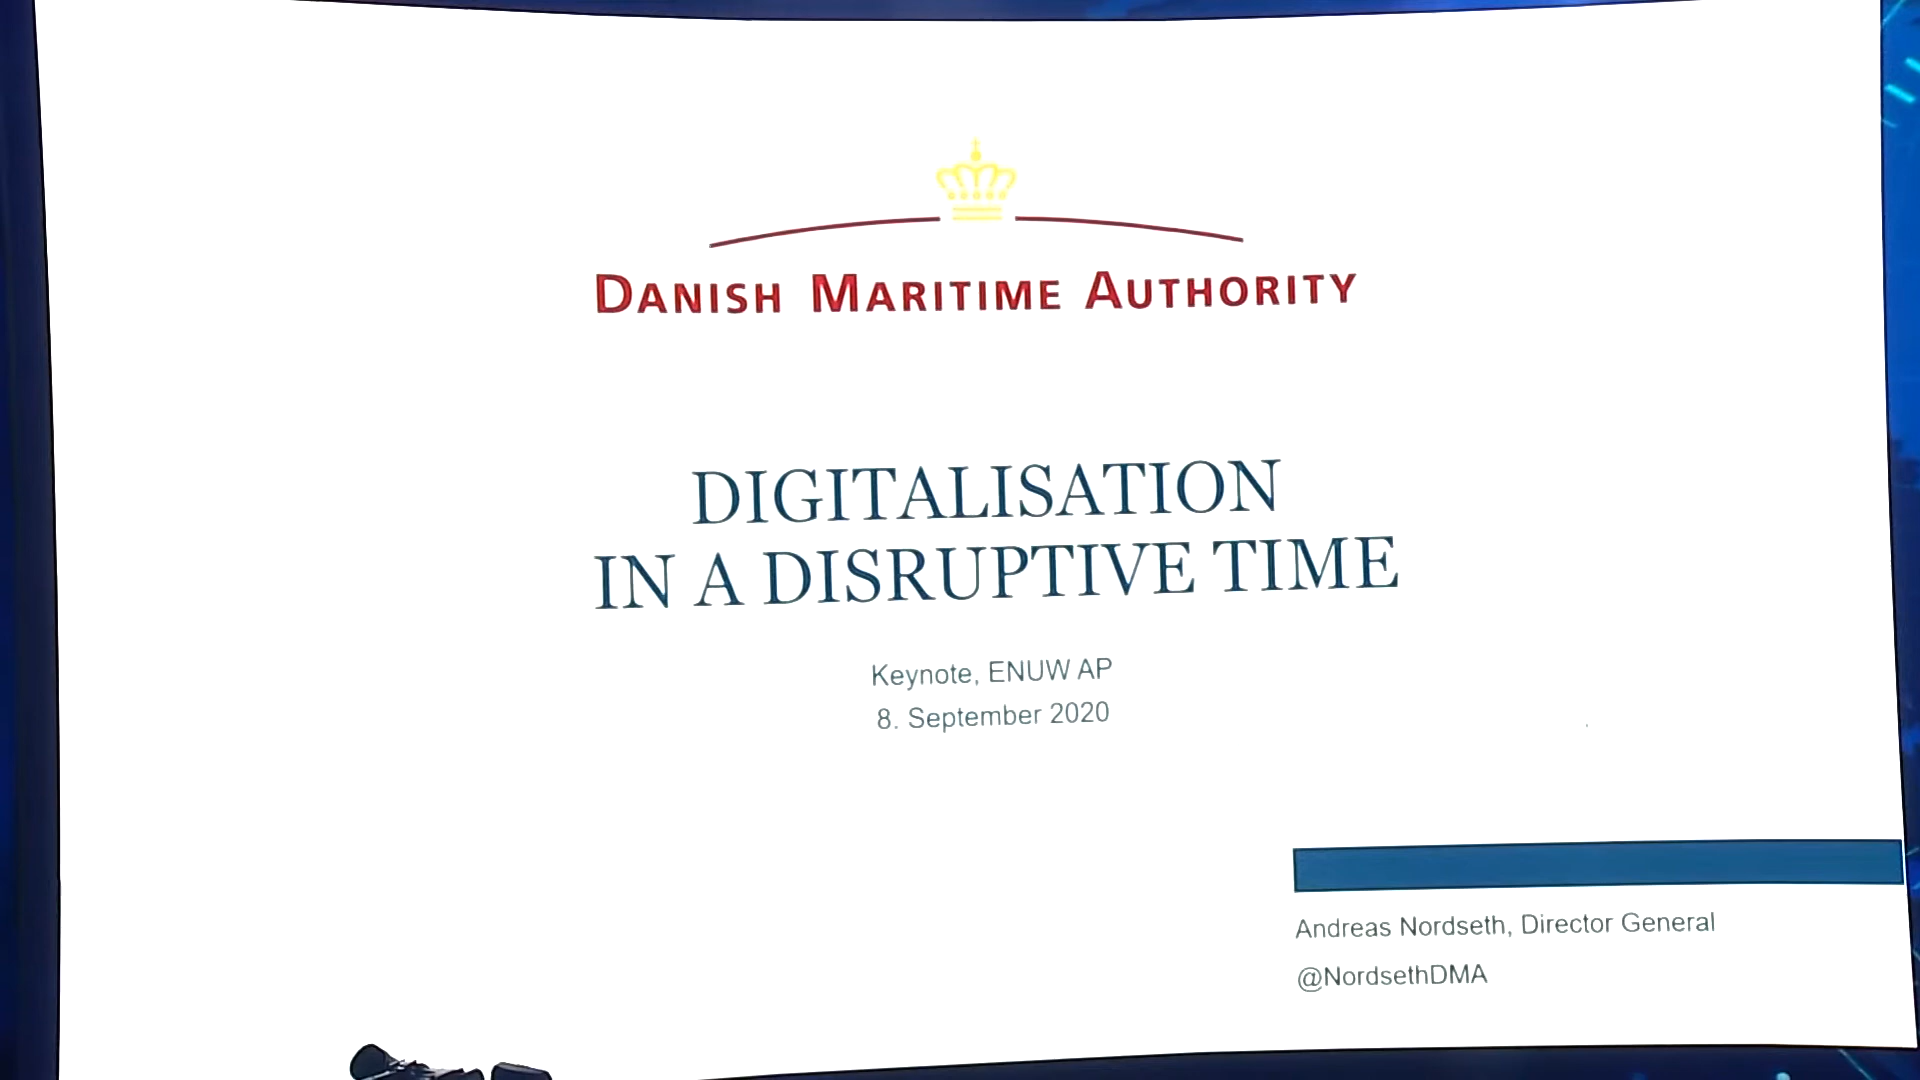 DANISH MARITIME AUTHORITY
DIGITALISATION
IN A DISRUPTIVE TIME
Keynote, ENUW AP
8. September 2020
Andreas Nordseth, Director General
@NordsethDMA